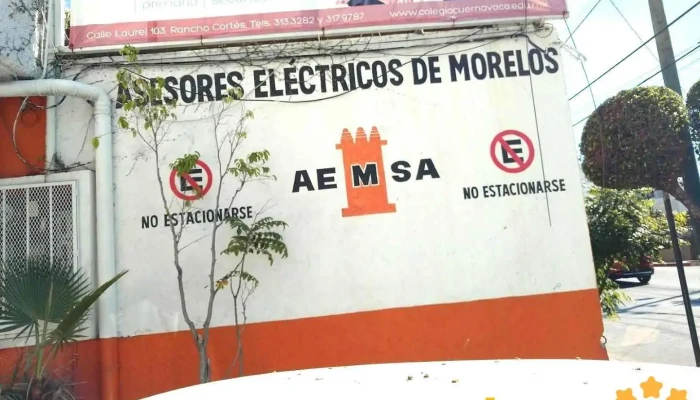 primaria
www.colegiocuernavaca.edu
Calle Laurel 103, Rancho Cortés, Tels. 313 3282 y 317 9787
ASESORES ELÉCTRICOS DE MORELOS
E
E
AEMSA
NO ESTACIONARSE
NO ESTACIONARSE